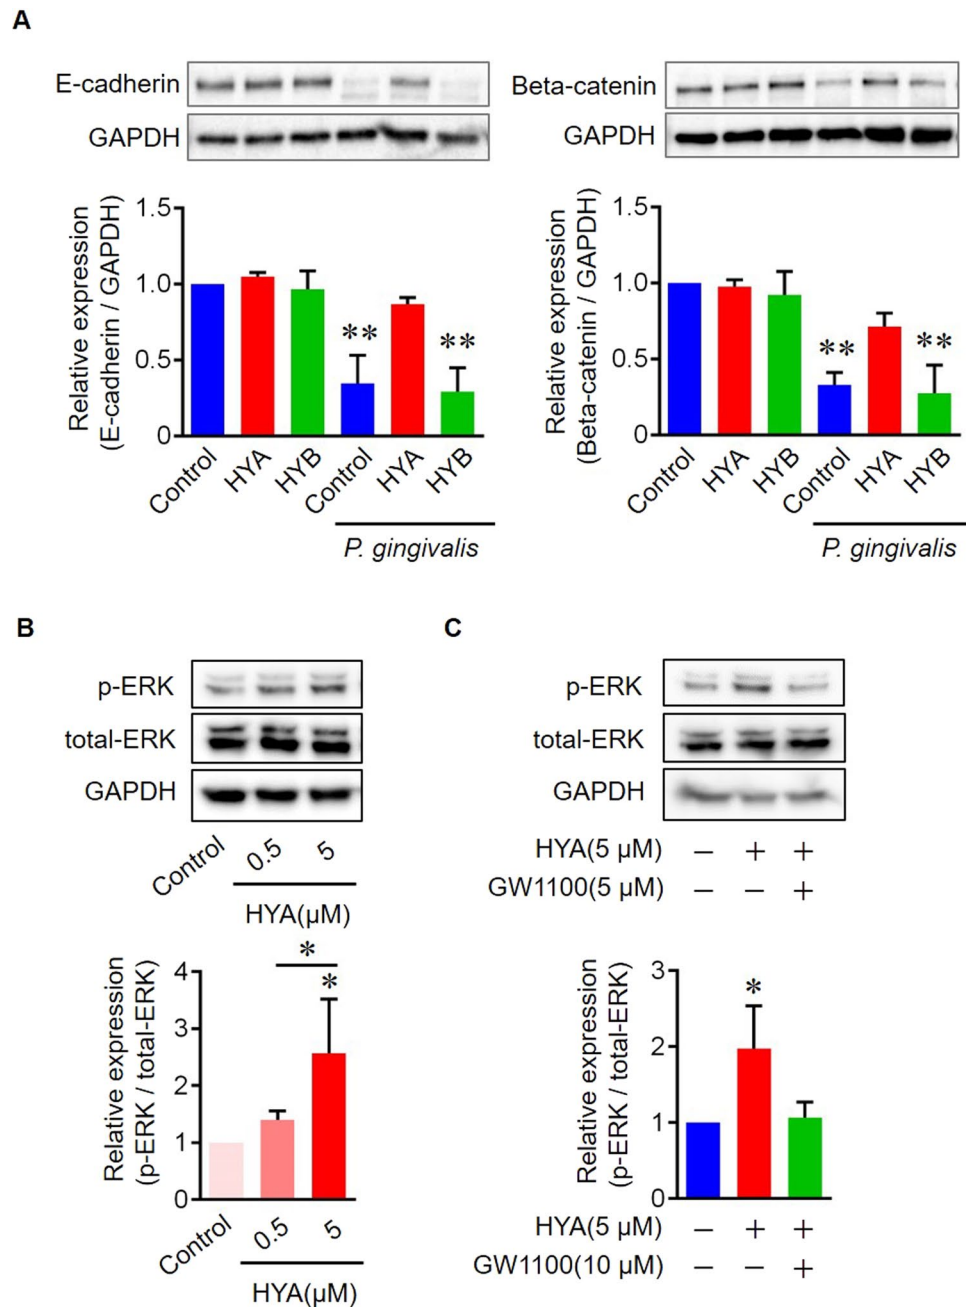 A
E-cadherin
GAPDH
Beta-catenin
GAPDH
Relative expression
(E-cadherin / GAPDH)
1.5
1.0
0.5
0
**
**
Control
HYA
HYB
Control
HYA
HYB
P. gingivalis
Relative expression
(Beta-catenin / GAPDH)
1.5
1.0
0.5
0
**
**
Control
HYA
HYB
Control
HYA
HYB
P. gingivalis
B
p-ERK
total-ERK
GAPDH
Control
0.5
5
HYA(μM)
Relative expression
(p-ERK / total-ERK)
4
3
2
1
0
*
*
Control
0.5
5
HYA(μM)
C
p-ERK
total-ERK
GAPDH
HYA(5 μM) – + +
GW1100(5 μM) – – +
Relative expression
(p-ERK / total-ERK)
3
2
1
0
*
HYA(5 μM) – + +
GW1100(10 μM) – – +